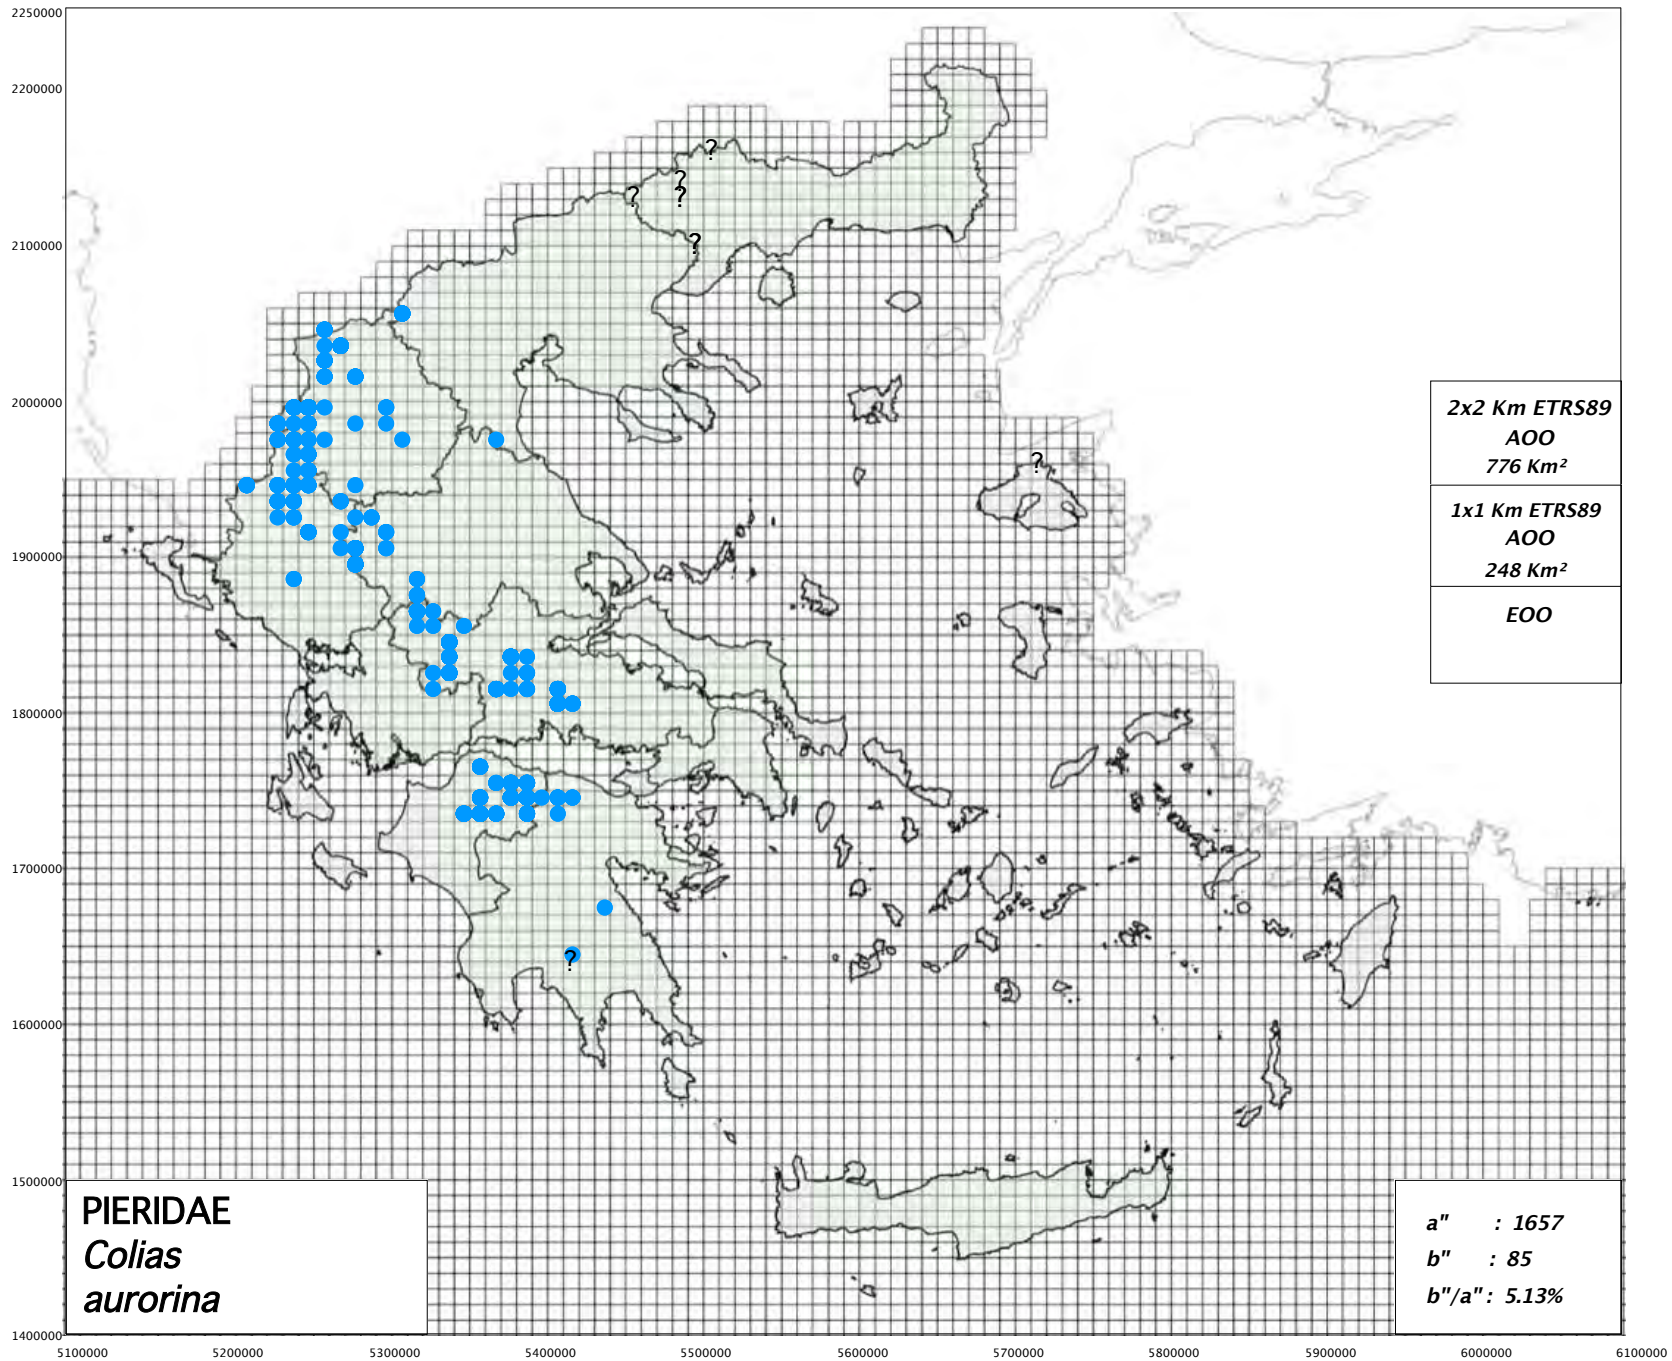 2250000
2200000
2100000
2000000
1900000
1800000
1700000
1600000
1500000
1400000
?
?
?
?
?
?
?
2x2 Km ETRS89
AOO
776 Km²
1x1 Km ETRS89
AOO
248 Km²
EOO
PIERIDAE
Colias
aurorina
a" : 1657
b" : 85
b"/a" : 5.13%
5100000 5200000 5300000 5400000 5500000 5600000 5700000 5800000 5900000 6000000 6100000